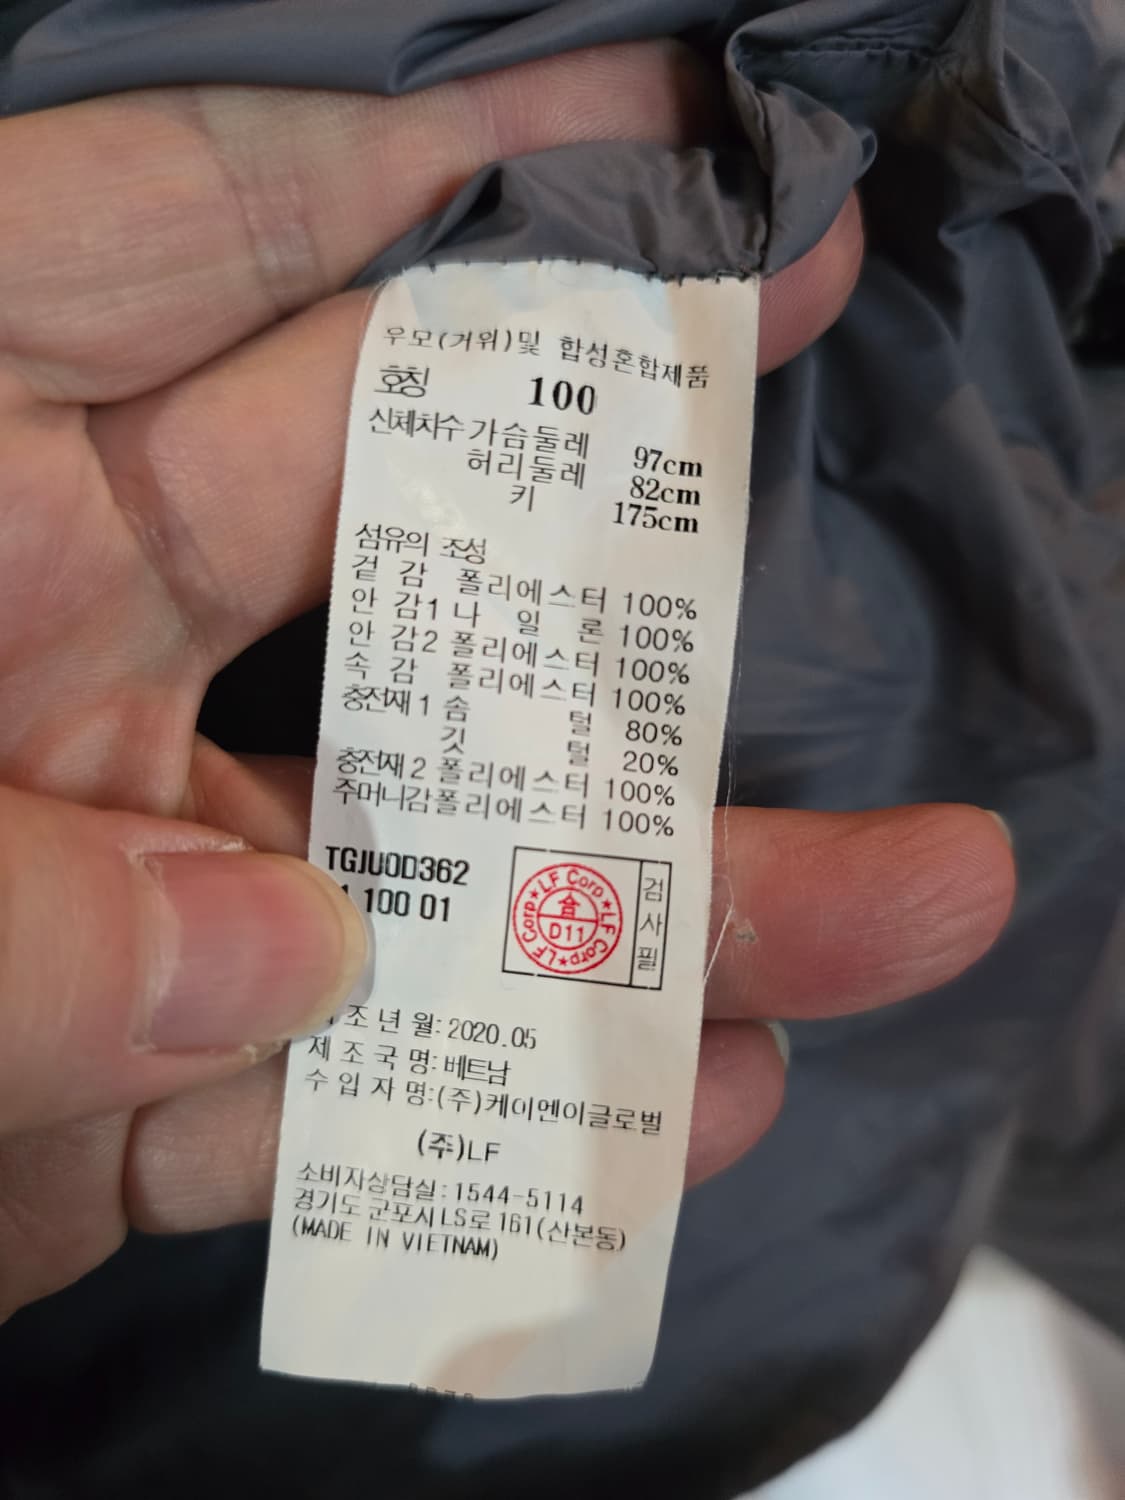 우모(거위)및 합성혼합제품
호칭 100
신체치수 가슴둘레 97cm
허리둘레 82cm
키 175cm
섬유의 조성
겉 감 폴리에스터 100%
안 감1 나 일 론 100%
안 감2 폴리에스터 100%
속 감 폴리에스터 100%
충전재1 솜 털 80%
깃 털 20%
충전재2 폴리에스터 100%
주머니감폴리에스터 100%
TGJU0D362
100 01
LF Corp★LF Corp★LF Corp★
合
D11
검사필
조 년 월: 2020.05
제 조 국 명: 베트남
수 입 자 명:(주)케이엔이글로벌
(주)LF
소비자상담실:1544-5114
경기도 군포시 LS로 161(산본동)
(MADE IN VIETNAM)